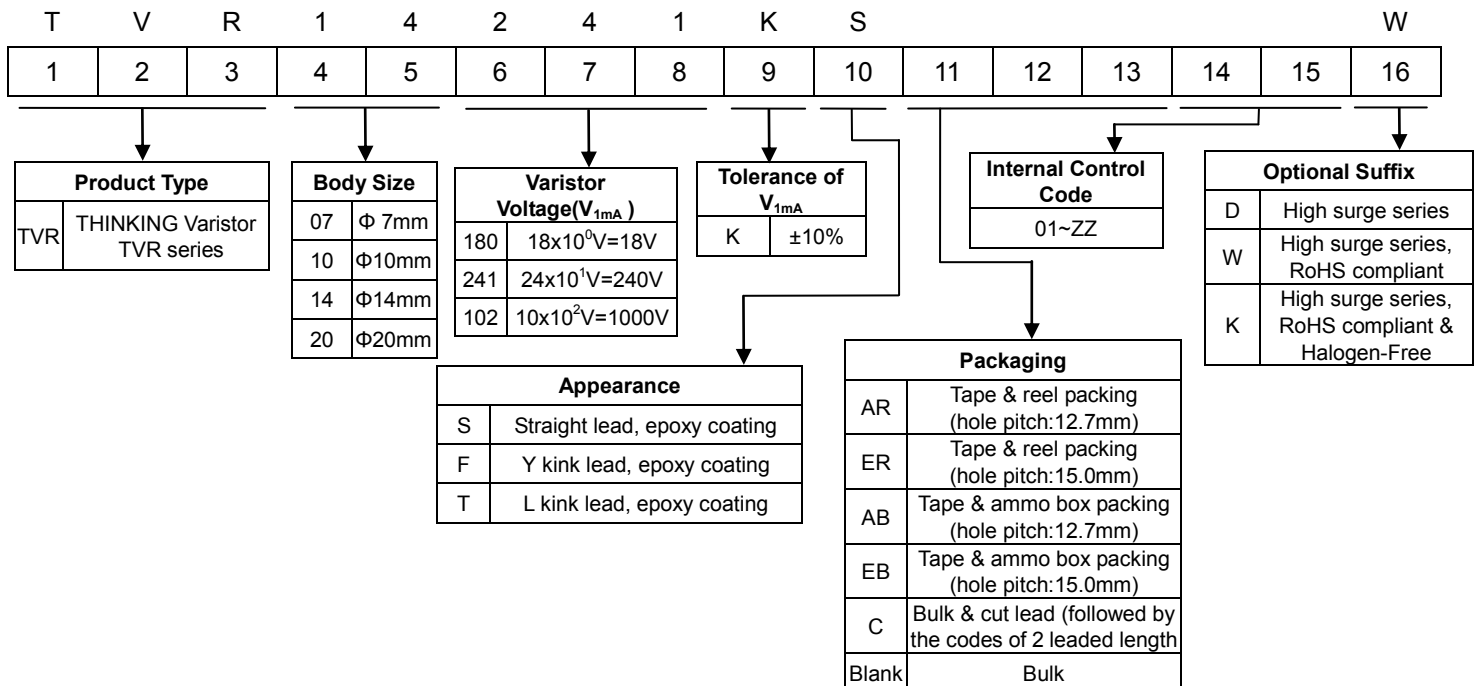 T V R 1 4 2 4 1 K S W
1 2 3 4 5 6 7 8 9 10 11 12 13 14 15 16
Product Type
TVR THINKING Varistor
TVR series
Body Size
07 Φ 7mm
10 Φ10mm
14 Φ14mm
20 Φ20mm
Varistor
Voltage(V1mA )
180 18x10⁰V=18V
241 24x10¹V=240V
102 10x10²V=1000V
Tolerance of
V1mA
K ±10%
Internal Control
Code
01~ZZ
Optional Suffix
D High surge series
W High surge series,
RoHS compliant
K High surge series,
RoHS compliant &
Halogen-Free
Appearance
S Straight lead, epoxy coating
F Y kink lead, epoxy coating
T L kink lead, epoxy coating
Packaging
AR Tape & reel packing
(hole pitch:12.7mm)
ER Tape & reel packing
(hole pitch:15.0mm)
AB Tape & ammo box packing
(hole pitch:12.7mm)
EB Tape & ammo box packing
(hole pitch:15.0mm)
C Bulk & cut lead (followed by
the codes of 2 leaded length
Blank Bulk